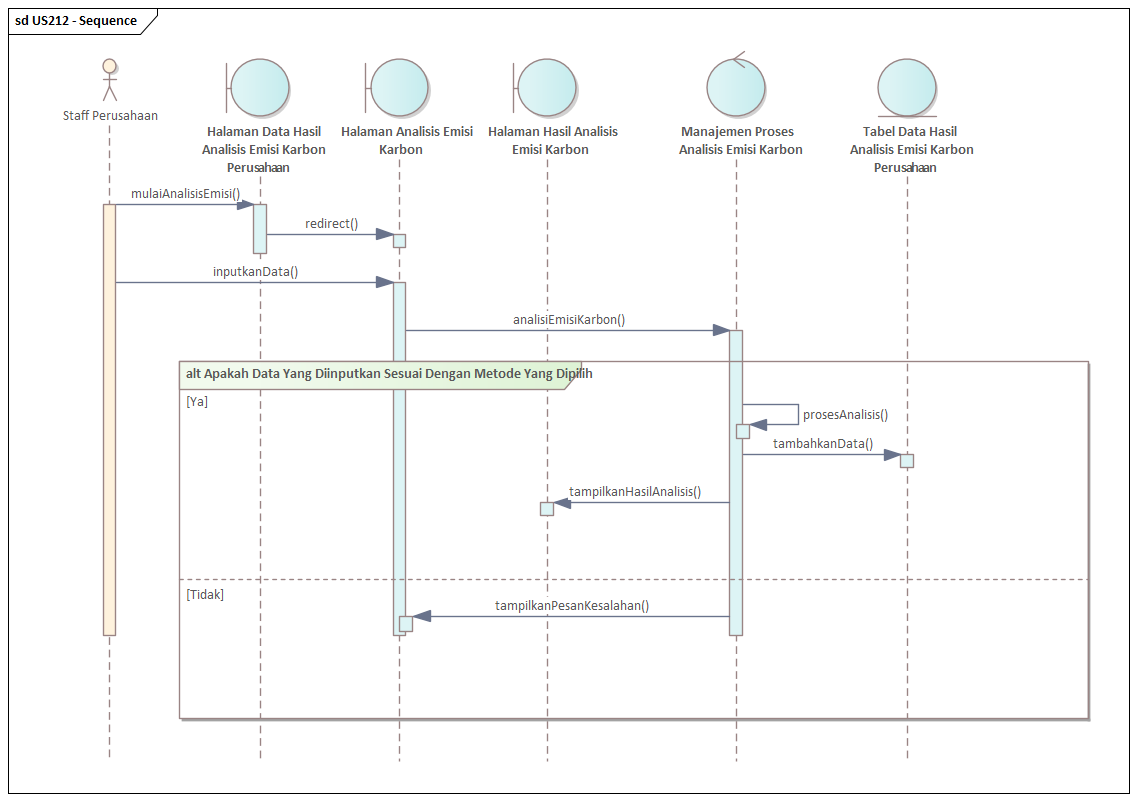 sd US212 - Sequence
Staff Perusahaan
Halaman Data Hasil
Analisis Emisi Karbon
Perusahaan
Halaman Analisis Emisi
Karbon
Halaman Hasil Analisis
Emisi Karbon
Manajemen Proses
Analisis Emisi Karbon
Tabel Data Hasil
Analisis Emisi Karbon
Perusahaan
mulaiAnalisisEmisi()
redirect()
inputkanData()
analisiEmisiKarbon()
alt Apakah Data Yang Diinputkan Sesuai Dengan Metode Yang Dipilih
[Ya]
prosesAnalisis()
tambahkanData()
tampilkanHasilAnalisis()
[Tidak]
tampilkanPesanKesalahan()